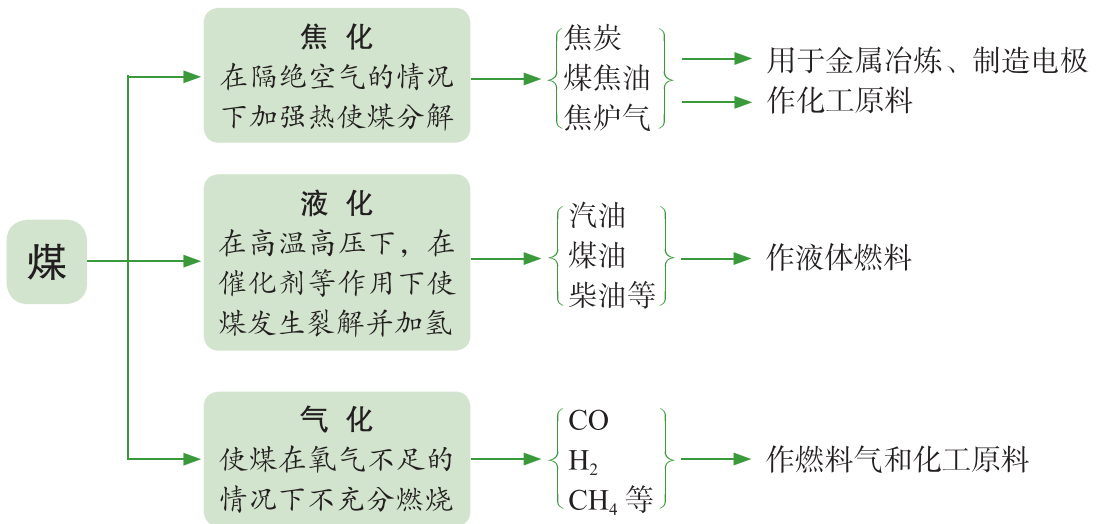 煤
焦 化
在隔绝空气的情况
下加强热使煤分解
焦炭
煤焦油
焦炉气
用于金属冶炼、制造电极
作化工原料
液 化
在高温高压下，在
催化剂等作用下使
煤发生裂解并加氢
汽油
煤油
柴油等
作液体燃料
气 化
使煤在氧气不足的
情况下不充分燃烧
CO
H₂
CH₄ 等
作燃料气和化工原料